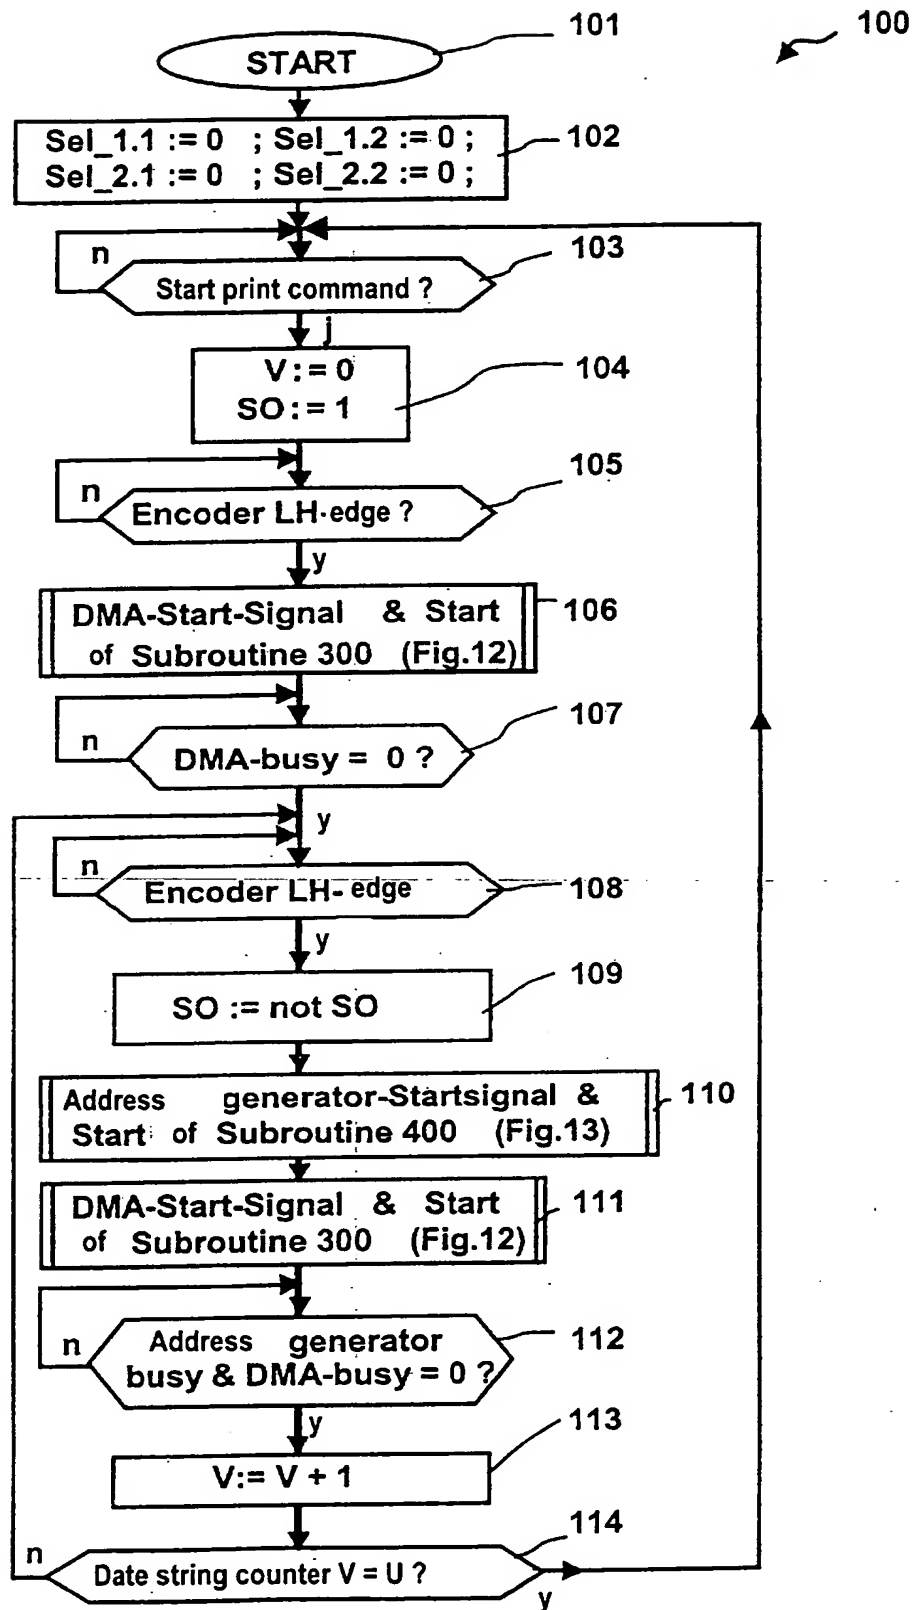 101
100
START
Sel_1.1 := 0 ; Sel_1.2 := 0 ;
102
Sel_2.1 := 0 ; Sel_2.2 := 0 ;
n
103
Start print command ?
j
V := 0
104
SO := 1
105
n
Encoder LH-edge ?
y
106
DMA-Start-Signal & Start
of Subroutine 300 (Fig.12)
107
n
DMA-busy = 0 ?
y
n
Encoder LH-edge
108
y
109
SO := not SO
110
Address generator-Startsignal &
Start of Subroutine 400 (Fig.13)
111
DMA-Start-Signal & Start
of Subroutine 300 (Fig.12)
112
n
Address generator
busy & DMA-busy = 0 ?
y
113
V:= V + 1
114
n
Date string counter V = U ?
y